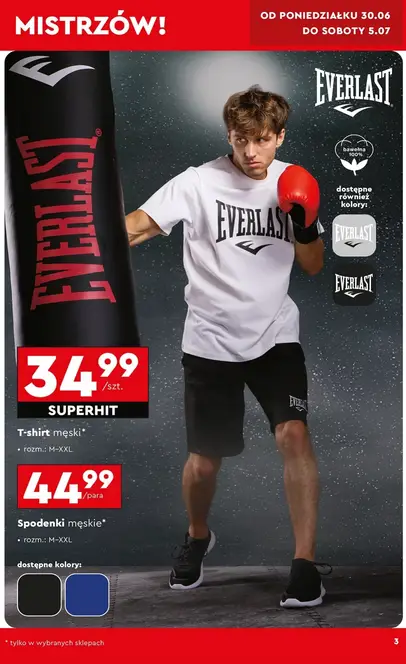 MISTRZÓW!
OD PONIEDZIAŁKU 30.06
DO SOBOTY 5.07
EVERLAST
EVERLAST®
bawełna
100%
dostępne
również
kolory:
EVERLAST
EVERLAST
EVERLAST
EVERLAST
34.99
/szt.
SUPERHIT
T-shirt męski*
• rozm.: M-XXL
44.99
/para
Spodenki męskie*
• rozm.: M-XXL
dostępne kolory:
* tylko w wybranych sklepach
3